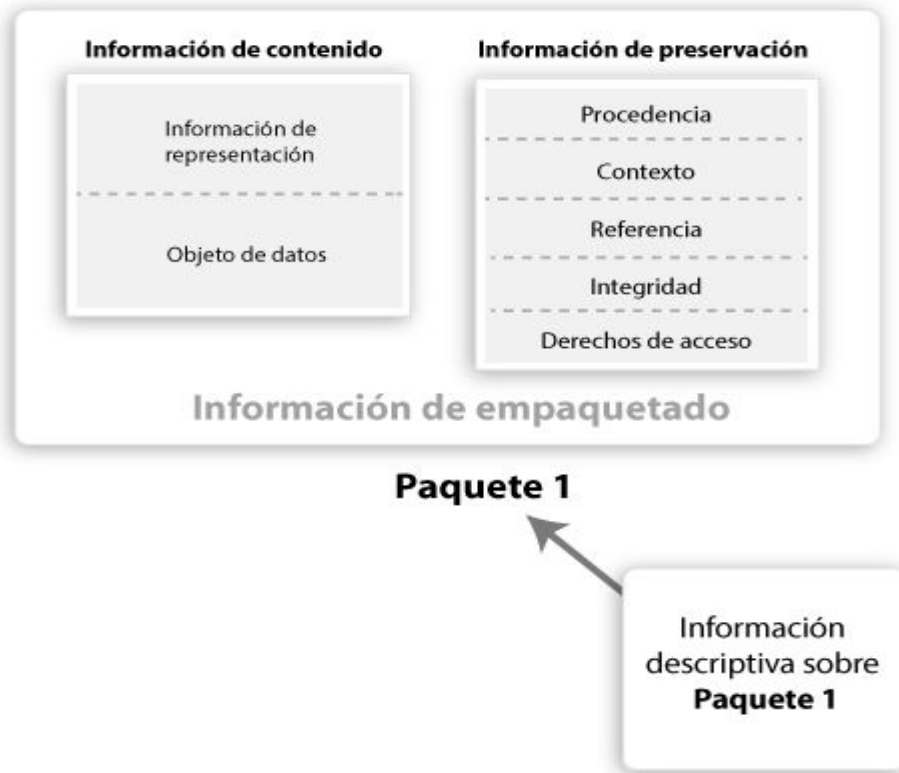 Información de contenido
Información de
representación
Objeto de datos
Información de preservación
Procedencia
Contexto
Referencia
Integridad
Derechos de acceso
Información de empaquetado
Paquete 1
Información
descriptiva sobre
Paquete 1